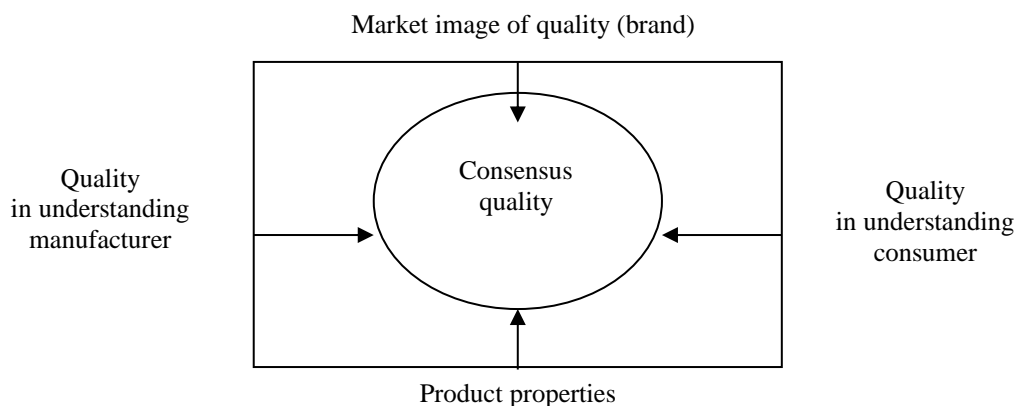 Market image of quality (brand)
Consensus
quality
Quality
in understanding
manufacturer
Quality
in understanding
consumer
Product properties